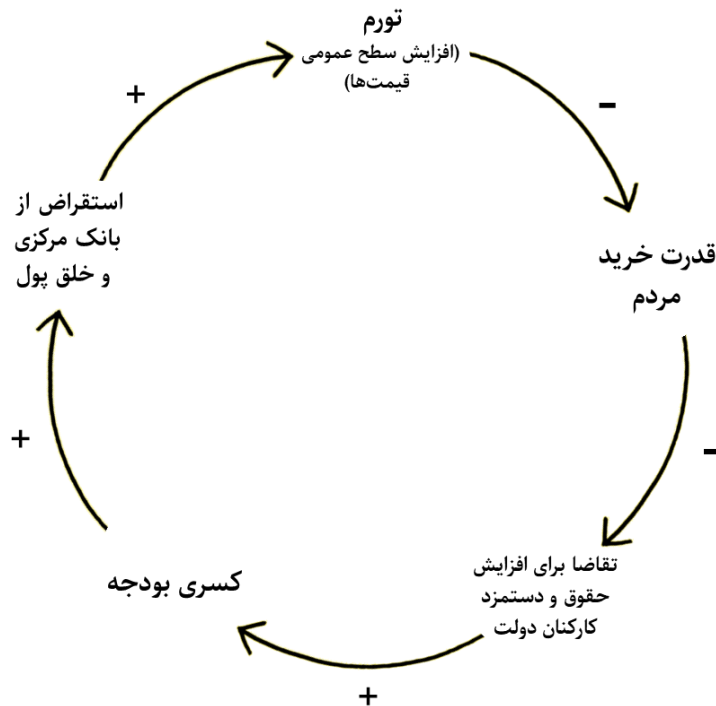 تورم
(افزایش سطح عمومی
قیمت‌ها)
-
قدرت خرید
مردم
-
تقاضا برای افزایش
حقوق و دستمزد
کارکنان دولت
+
کسری بودجه
+
استقراض از
بانک مرکزی
و خلق پول
+